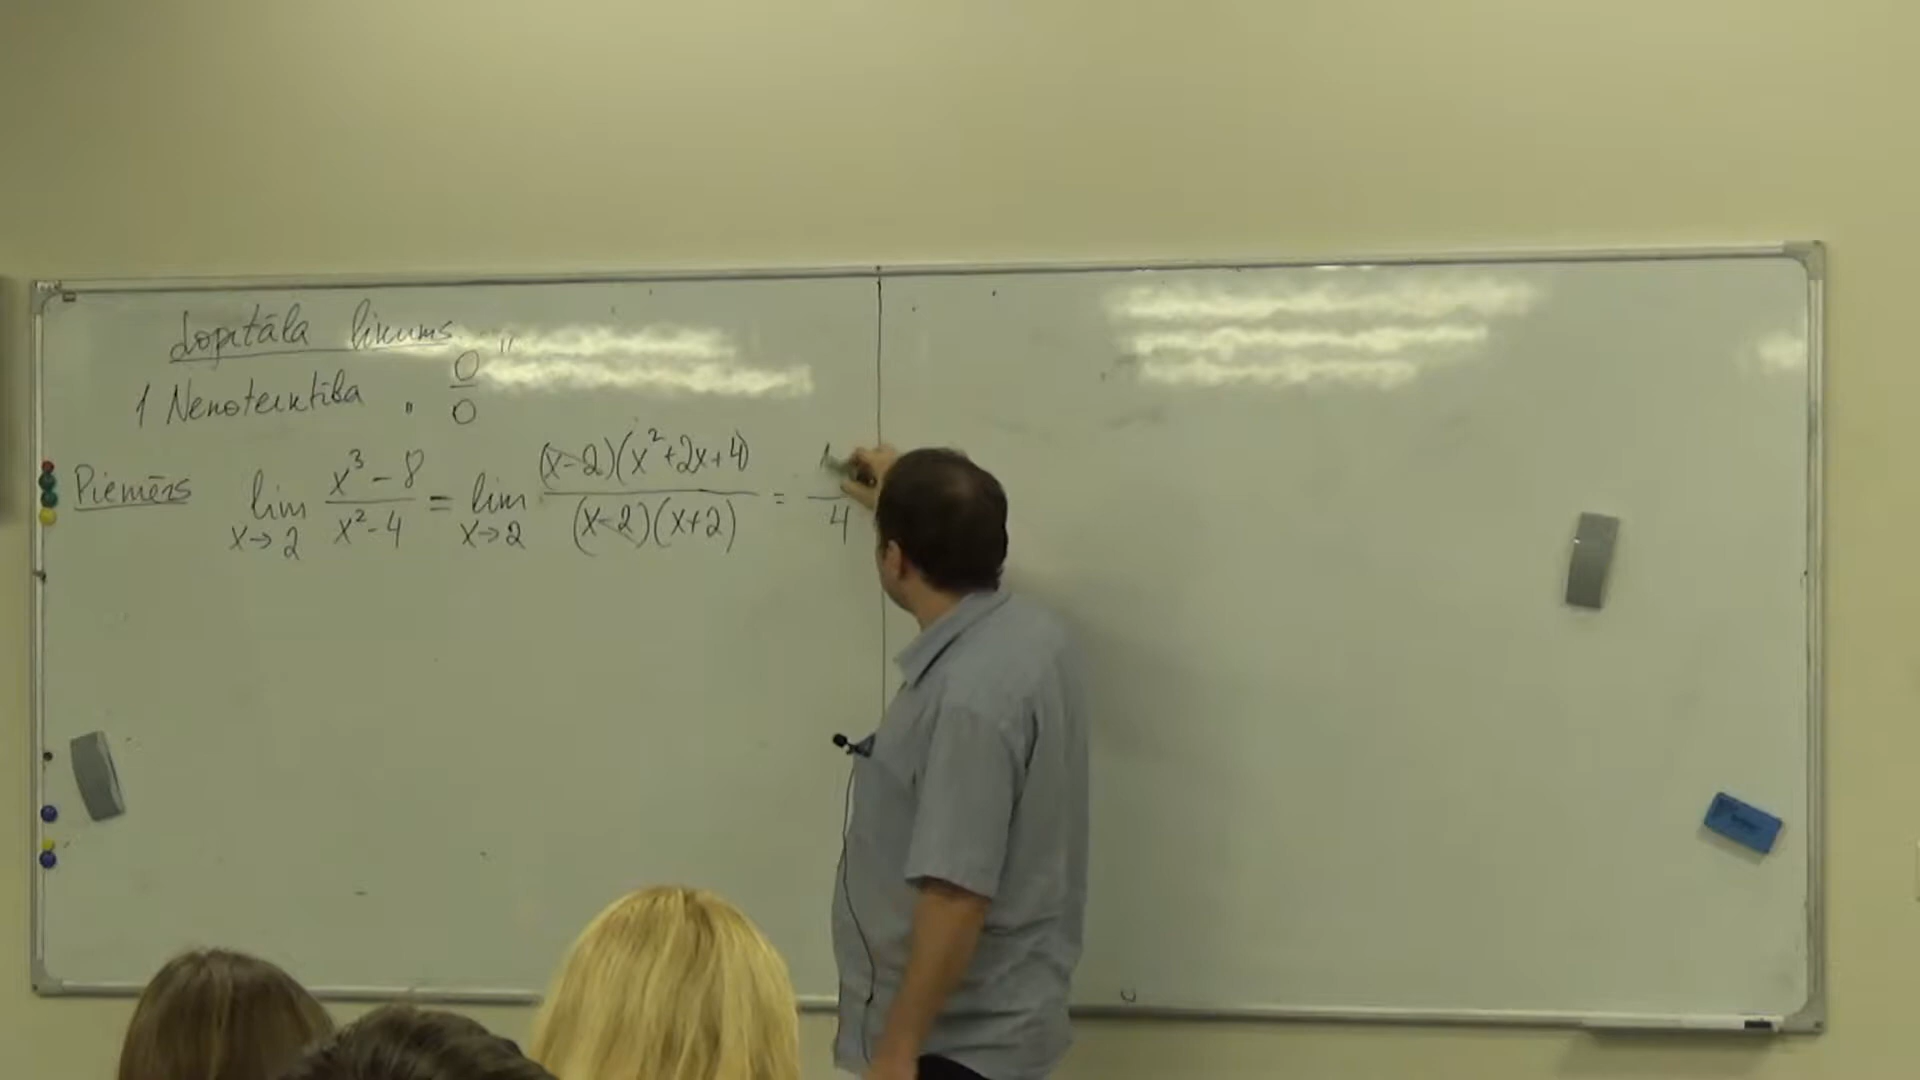 Lopitāla likums
1 Nenoteiktība " 0/0 "
Piemērs lim x→2 (x³ - 8)/(x² - 4) = lim x→2 ((x-2)(x²+2x+4))/((x-2)(x+2)) = /4